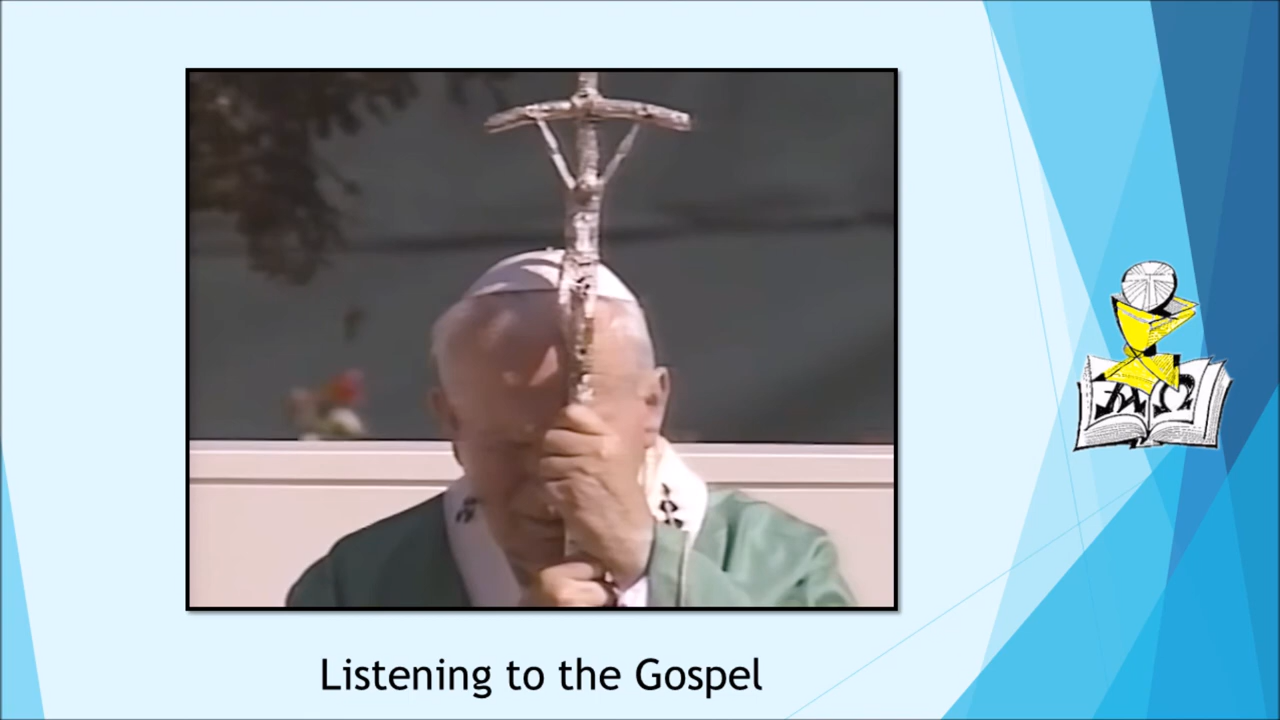 Listening to the Gospel
Α Ω